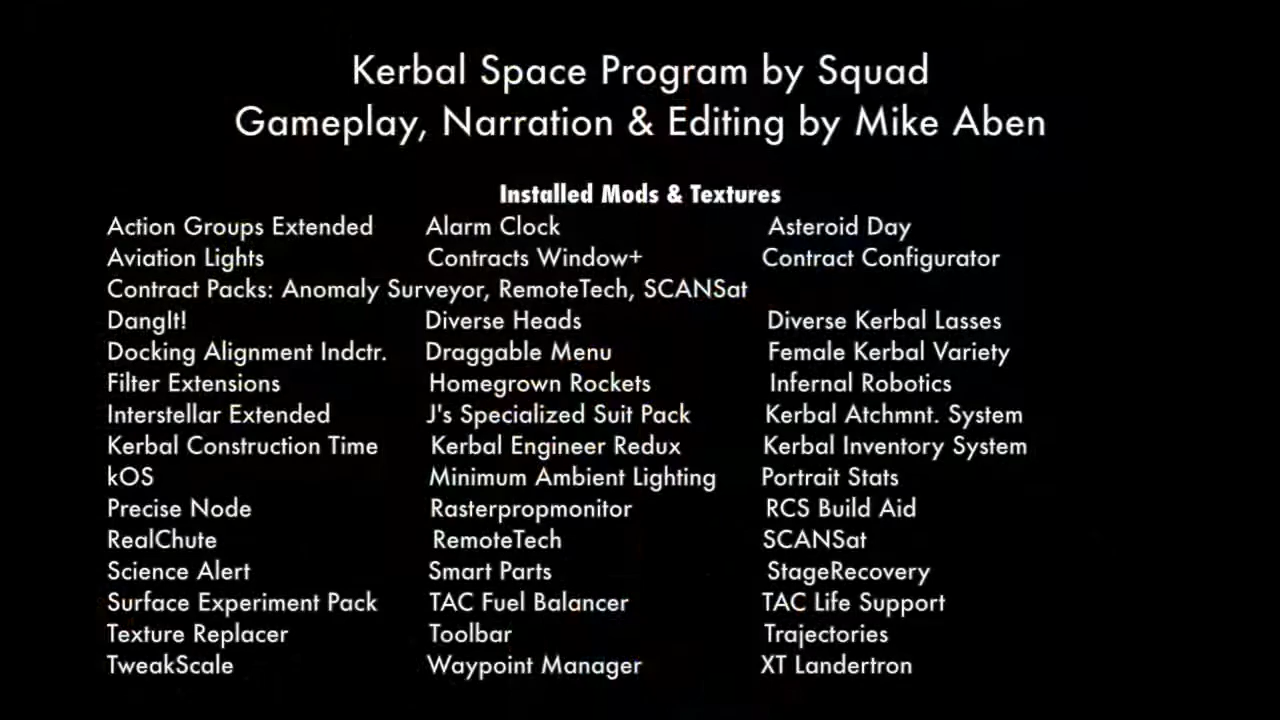 Kerbal Space Program by Squad
Gameplay, Narration & Editing by Mike Aben
Installed Mods & Textures
Action Groups Extended Alarm Clock Asteroid Day
Aviation Lights Contracts Window+ Contract Configurator
Contract Packs: Anomaly Surveyor, RemoteTech, SCANSat
DangIt! Diverse Heads Diverse Kerbal Lasses
Docking Alignment Indctr. Draggable Menu Female Kerbal Variety
Filter Extensions Homegrown Rockets Infernal Robotics
Interstellar Extended J's Specialized Suit Pack Kerbal Atchmnt. System
Kerbal Construction Time Kerbal Engineer Redux Kerbal Inventory System
kOS Minimum Ambient Lighting Portrait Stats
Precise Node Rasterpropmonitor RCS Build Aid
RealChute RemoteTech SCANSat
Science Alert Smart Parts StageRecovery
Surface Experiment Pack TAC Fuel Balancer TAC Life Support
Texture Replacer Toolbar Trajectories
TweakScale Waypoint Manager XT Landertron